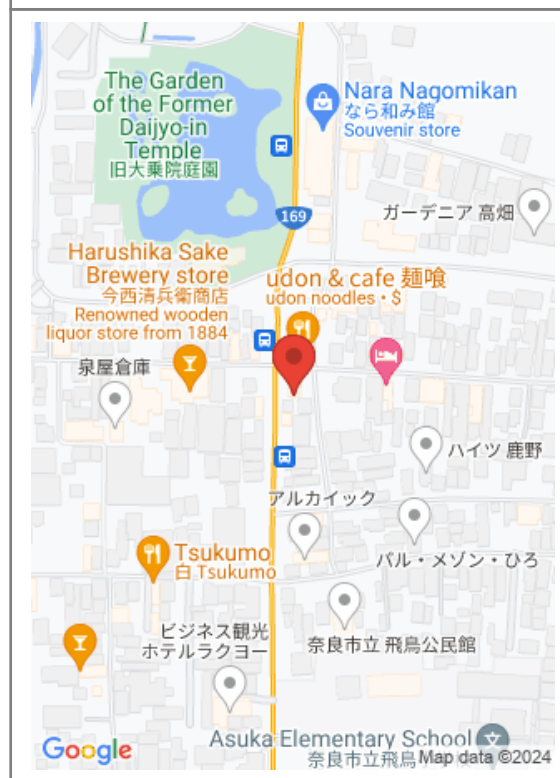 The Garden
of the Former
Daijyo-in
Temple
旧大乗院庭園
Nara Nagomikan
なら和み館
Souvenir store
169
ガーデニア 高畑
Harushika Sake
Brewery store
今西清兵衛商店
Renowned wooden
liquor store from 1884
udon & cafe 麺喰
udon noodles • $
泉屋倉庫
ハイツ 鹿野
アルカイック
Tsukumo
白 Tsukumo
パル・メゾン・ひろ
ビジネス観光
ホテルラクヨー
奈良市立 飛鳥公民館
Asuka Elementary School
奈良市立飛鳥
Google
Map data ©2024